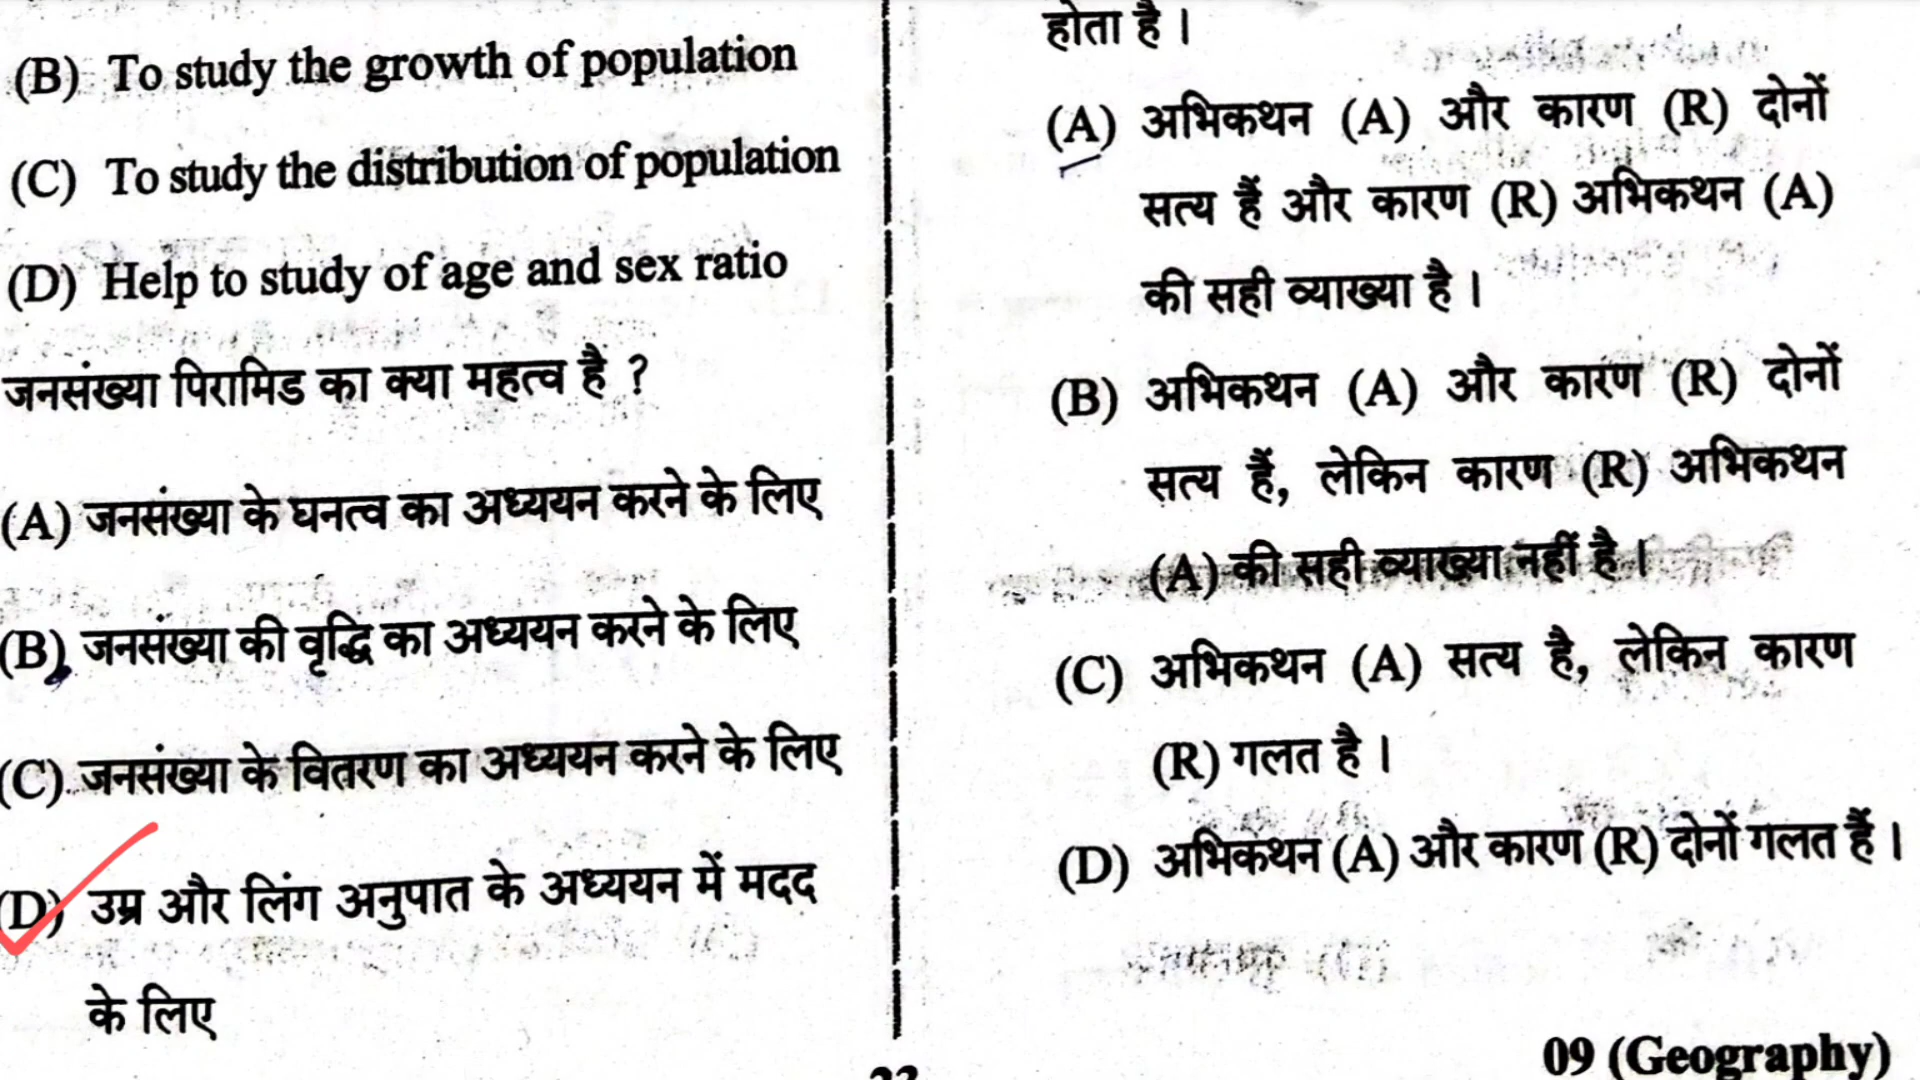 (B) To study the growth of population
(C) To study the distribution of population
(D) Help to study of age and sex ratio
जनसंख्या पिरामिड का क्या महत्व है ?
(A) जनसंख्या के घनत्व का अध्ययन करने के लिए
(B) जनसंख्या की वृद्धि का अध्ययन करने के लिए
(C) जनसंख्या के वितरण का अध्ययन करने के लिए
(D) उम्र और लिंग अनुपात के अध्ययन में मदद
के लिए
होता है ।
(A) अभिकथन (A) और कारण (R) दोनों
सत्य हैं और कारण (R) अभिकथन (A)
की सही व्याख्या है ।
(B) अभिकथन (A) और कारण (R) दोनों
सत्य हैं, लेकिन कारण (R) अभिकथन
(A) की सही व्याख्या नहीं है ।
(C) अभिकथन (A) सत्य है, लेकिन कारण
(R) गलत है ।
(D) अभिकथन (A) और कारण (R) दोनों गलत हैं ।
09 (Geography)